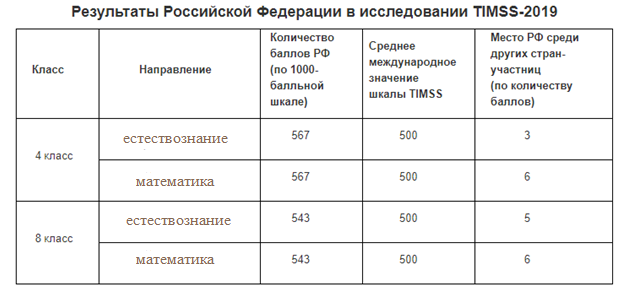 Результаты Российской Федерации в исследовании TIMSS-2019
Класс
Направление
Количество
баллов РФ
(по 1000-
балльной
шкале)
Среднее
международное
значение
шкалы TIMSS
Место РФ среди
других стран-
участниц
(по количеству
баллов)
4 класс
естествознание
567
500
3
математика
567
500
6
8 класс
естествознание
543
500
5
математика
543
500
6